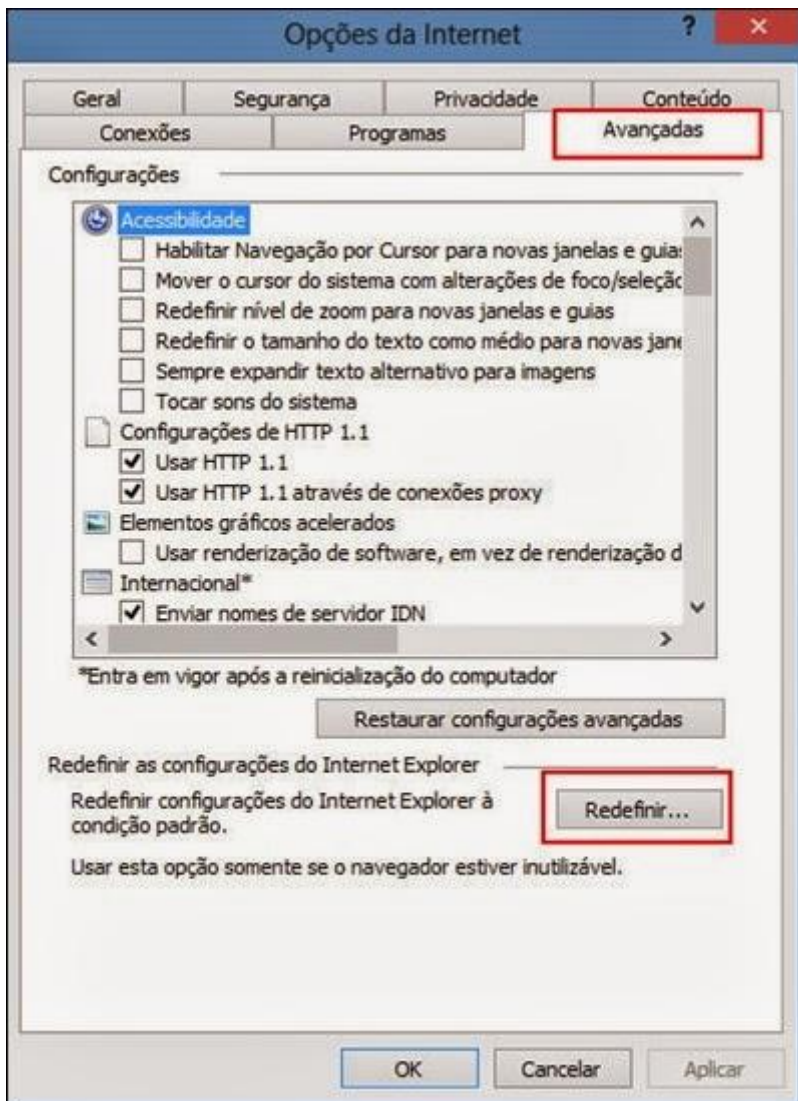 Opções da Internet
?
Geral Segurança Privacidade Conteúdo
Conexões Programas Avançadas
Configurações
Acessibilidade
Habilitar Navegação por Cursor para novas janelas e guias
Mover o cursor do sistema com alterações de foco/seleçã
Redefinir nível de zoom para novas janelas e guias
Redefinir o tamanho do texto como médio para novas jane
Sempre expandir texto alternativo para imagens
Tocar sons do sistema
Configurações de HTTP 1.1
Usar HTTP 1.1
Usar HTTP 1.1 através de conexões proxy
Elementos gráficos acelerados
Usar renderização de software, em vez de renderização d
Internacional*
Enviar nomes de servidor IDN
*Entra em vigor após a reinicialização do computador
Restaurar configurações avançadas
Redefinir as configurações do Internet Explorer
Redefinir configurações do Internet Explorer à
condição padrão.
Redefinir...
Usar esta opção somente se o navegador estiver inutilizável.
OK Cancelar Aplicar